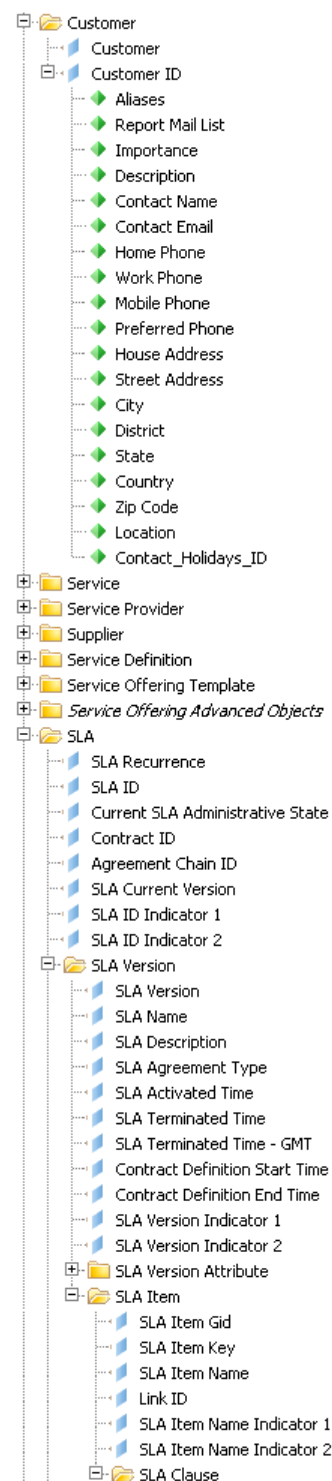 Customer
Customer
Customer ID
Aliases
Report Mail List
Importance
Description
Contact Name
Contact Email
Home Phone
Work Phone
Mobile Phone
Preferred Phone
House Address
Street Address
City
District
State
Country
Zip Code
Location
Contact_Holidays_ID
Service
Service Provider
Supplier
Service Definition
Service Offering Template
Service Offering Advanced Objects
SLA
SLA Recurrence
SLA ID
Current SLA Administrative State
Contract ID
Agreement Chain ID
SLA Current Version
SLA ID Indicator 1
SLA ID Indicator 2
SLA Version
SLA Version
SLA Name
SLA Description
SLA Agreement Type
SLA Activated Time
SLA Terminated Time
SLA Terminated Time - GMT
Contract Definition Start Time
Contract Definition End Time
SLA Version Indicator 1
SLA Version Indicator 2
SLA Version Attribute
SLA Item
SLA Item Gid
SLA Item Key
SLA Item Name
Link ID
SLA Item Name Indicator 1
SLA Item Name Indicator 2
SLA Clause